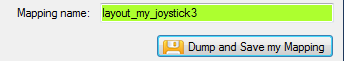 Mapping name: layout_my_joystick3
Dump and Save my Mapping